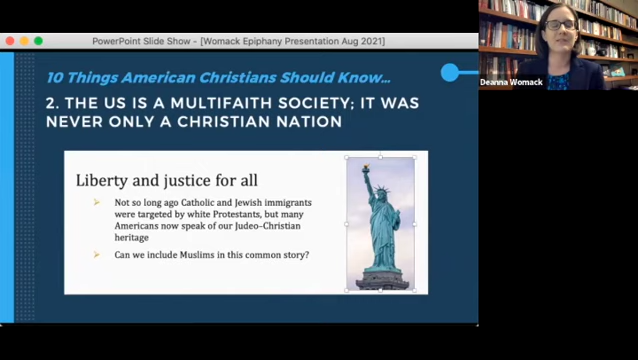 PowerPoint Slide Show - [Womack Epiphany Presentation Aug 2021]
10 Things American Christians Should Know...
Deanna Womack
2. THE US IS A MULTIFAITH SOCIETY; IT WAS
NEVER ONLY A CHRISTIAN NATION
Liberty and justice for all
Not so long ago Catholic and Jewish immigrants
were targeted by white Protestants, but many
Americans now speak of our Judeo-Christian
heritage
Can we include Muslims in this common story?